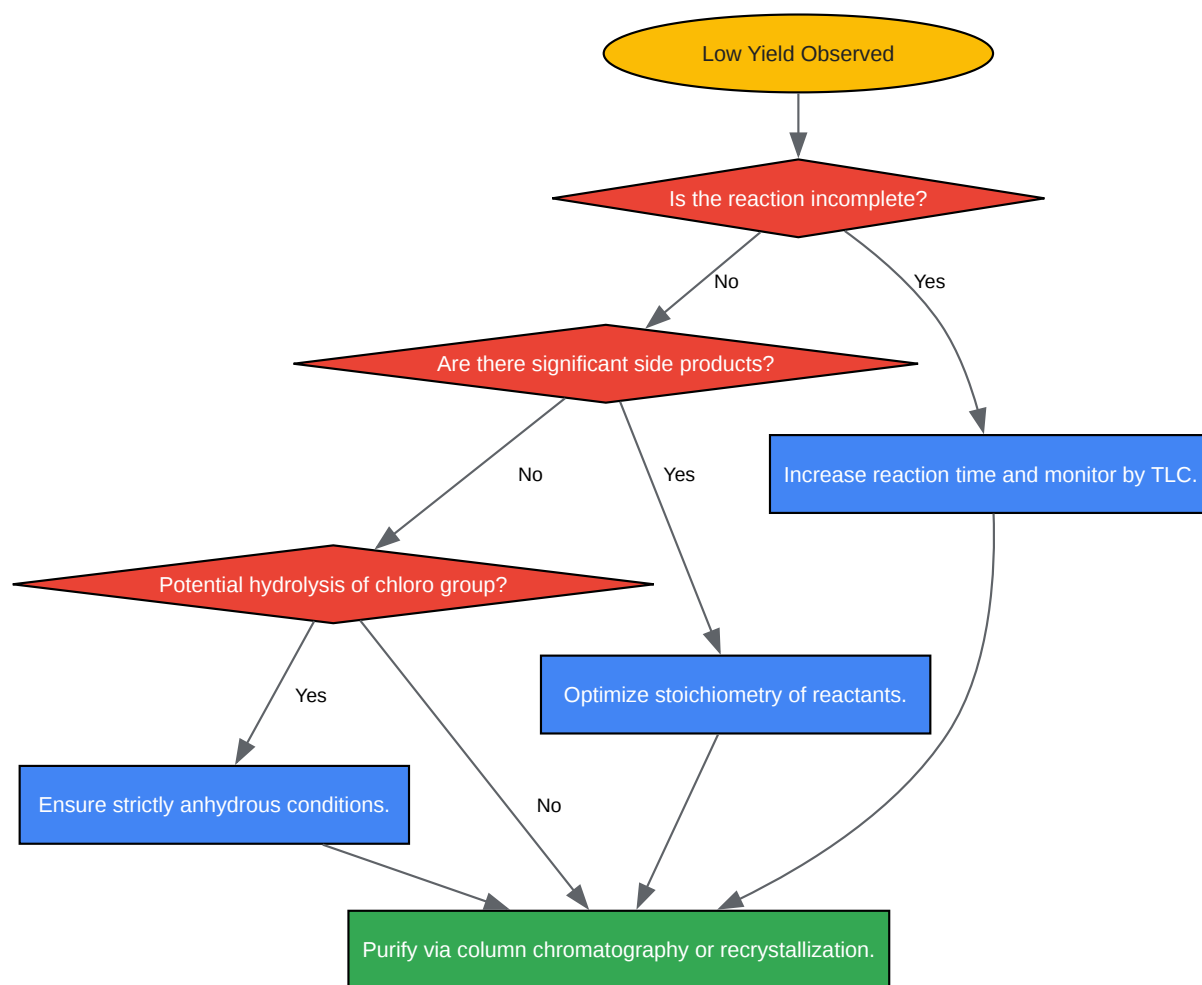 Low Yield Observed
Is the reaction incomplete?
No
Yes
Are there significant side products?
Increase reaction time and monitor by TLC.
No
Yes
Potential hydrolysis of chloro group?
Optimize stoichiometry of reactants.
Yes
Ensure strictly anhydrous conditions.
No
Purify via column chromatography or recrystallization.